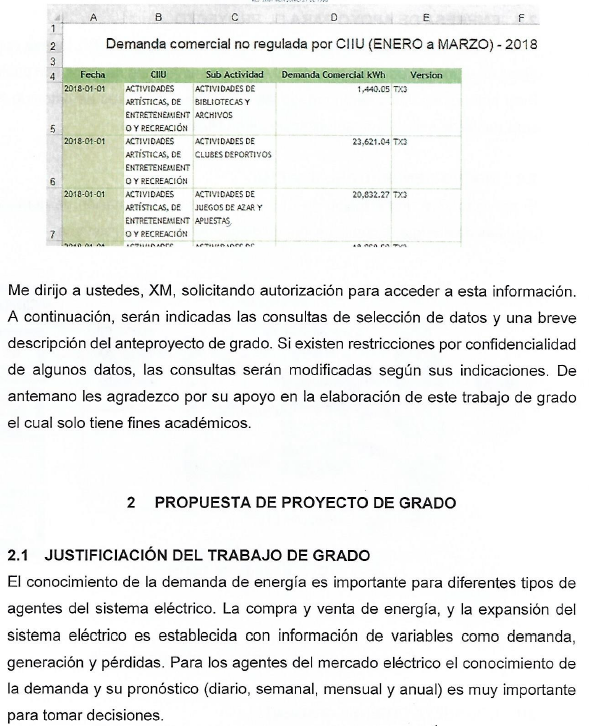 A B C D E F
1
2 Demanda comercial no regulada por CIIU (ENERO a MARZO) - 2018
3
4 Fecha CIIU Sub Actividad Demanda Comercial kWh Version
2018-01-01 ACTIVIDADES ACTIVIDADES DE 1,440.05 TX3
ARTÍSTICAS, DE BIBLIOTECAS Y
ENTRETENEMIENT ARCHIVOS
5 O Y RECREACIÓN
2018-01-01 ACTIVIDADES ACTIVIDADES DE 23,621.04 TX3
ARTÍSTICAS, DE CLUBES DEPORTIVOS
ENTRETENEMIENT
6 O Y RECREACIÓN
2018-01-01 ACTIVIDADES ACTIVIDADES DE 20,832.27 TX3
ARTÍSTICAS, DE JUEGOS DE AZAR Y
ENTRETENEMIENT APUESTAS
7 O Y RECREACIÓN
Me dirijo a ustedes, XM, solicitando autorización para acceder a esta información.
A continuación, serán indicadas las consultas de selección de datos y una breve
descripción del anteproyecto de grado. Si existen restricciones por confidencialidad
de algunos datos, las consultas serán modificadas según sus indicaciones. De
antemano les agradezco por su apoyo en la elaboración de este trabajo de grado
el cual solo tiene fines académicos.
2 PROPUESTA DE PROYECTO DE GRADO
2.1 JUSTIFICIACIÓN DEL TRABAJO DE GRADO
El conocimiento de la demanda de energía es importante para diferentes tipos de
agentes del sistema eléctrico. La compra y venta de energía, y la expansión del
sistema eléctrico es establecida con información de variables como demanda,
generación y pérdidas. Para los agentes del mercado eléctrico el conocimiento de
la demanda y su pronóstico (diario, semanal, mensual y anual) es muy importante
para tomar decisiones.